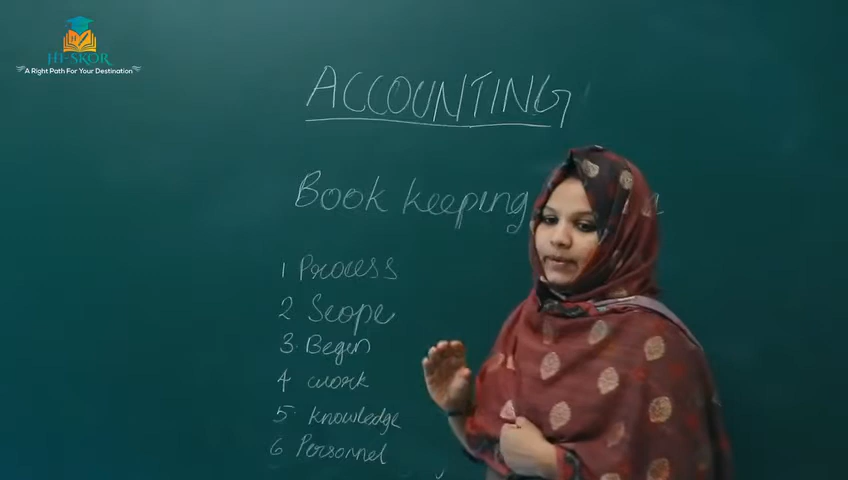 HI-SKOR
A Right Path For Your Destination
ACCOUNTING
Book keeping
1 Process
2 Scope
3. Begin
4 work
5. knowledge
6 Personnel